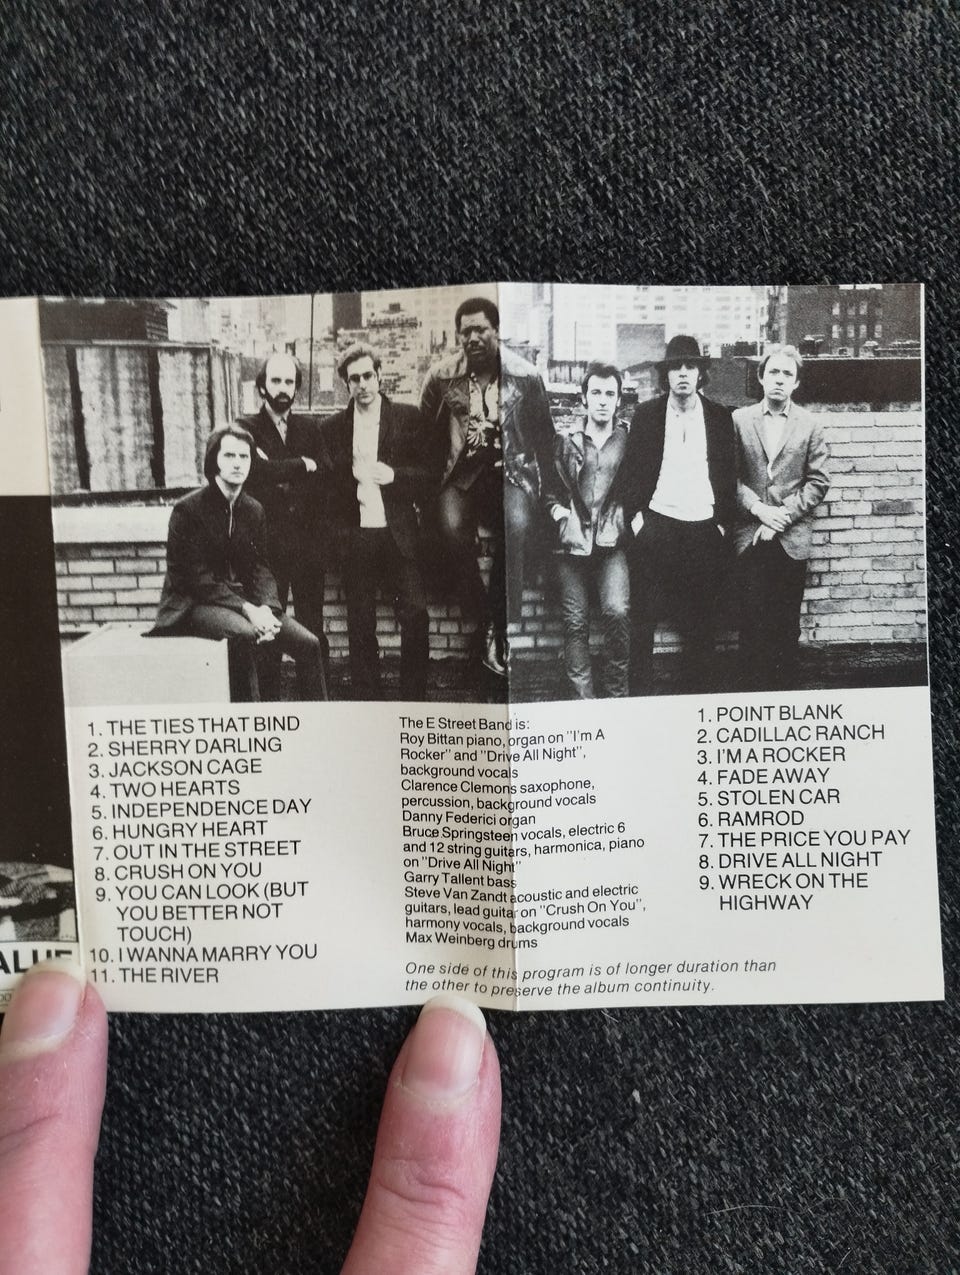 1. THE TIES THAT BIND
2. SHERRY DARLING
3. JACKSON CAGE
4. TWO HEARTS
5. INDEPENDENCE DAY
6. HUNGRY HEART
7. OUT IN THE STREET
8. CRUSH ON YOU
9. YOU CAN LOOK (BUT
YOU BETTER NOT
TOUCH)
10. I WANNA MARRY YOU
11. THE RIVER
The E Street Band is:
Roy Bittan piano, organ on "I'm A
Rocker" and "Drive All Night",
background vocals
Clarence Clemons saxophone,
percussion, background vocals
Danny Federici organ
Bruce Springsteen vocals, electric 6
and 12 string guitars, harmonica, piano
on "Drive All Night"
Garry Tallent bass
Steve Van Zandt acoustic and electric
guitars, lead guitar on "Crush On You",
harmony vocals, background vocals
Max Weinberg drums
One side of this program is of longer duration than
the other to preserve the album continuity.
1. POINT BLANK
2. CADILLAC RANCH
3. I'M A ROCKER
4. FADE AWAY
5. STOLEN CAR
6. RAMROD
7. THE PRICE YOU PAY
8. DRIVE ALL NIGHT
9. WRECK ON THE
HIGHWAY